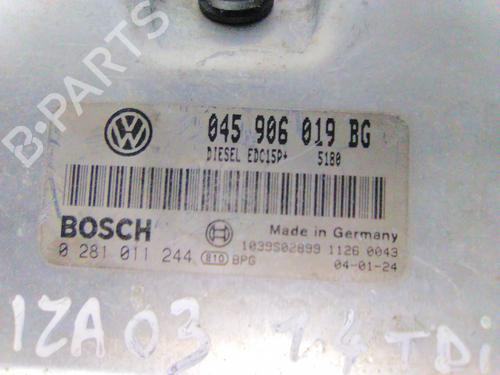 B-PARTS
045 906 019 BG
DIESEL EDC15P+ 5180
BOSCH
Made in Germany
0 281 011 244 810 BPG
1039S02899 1126 0043
04-01-24
IZA 03 1.4 TDi